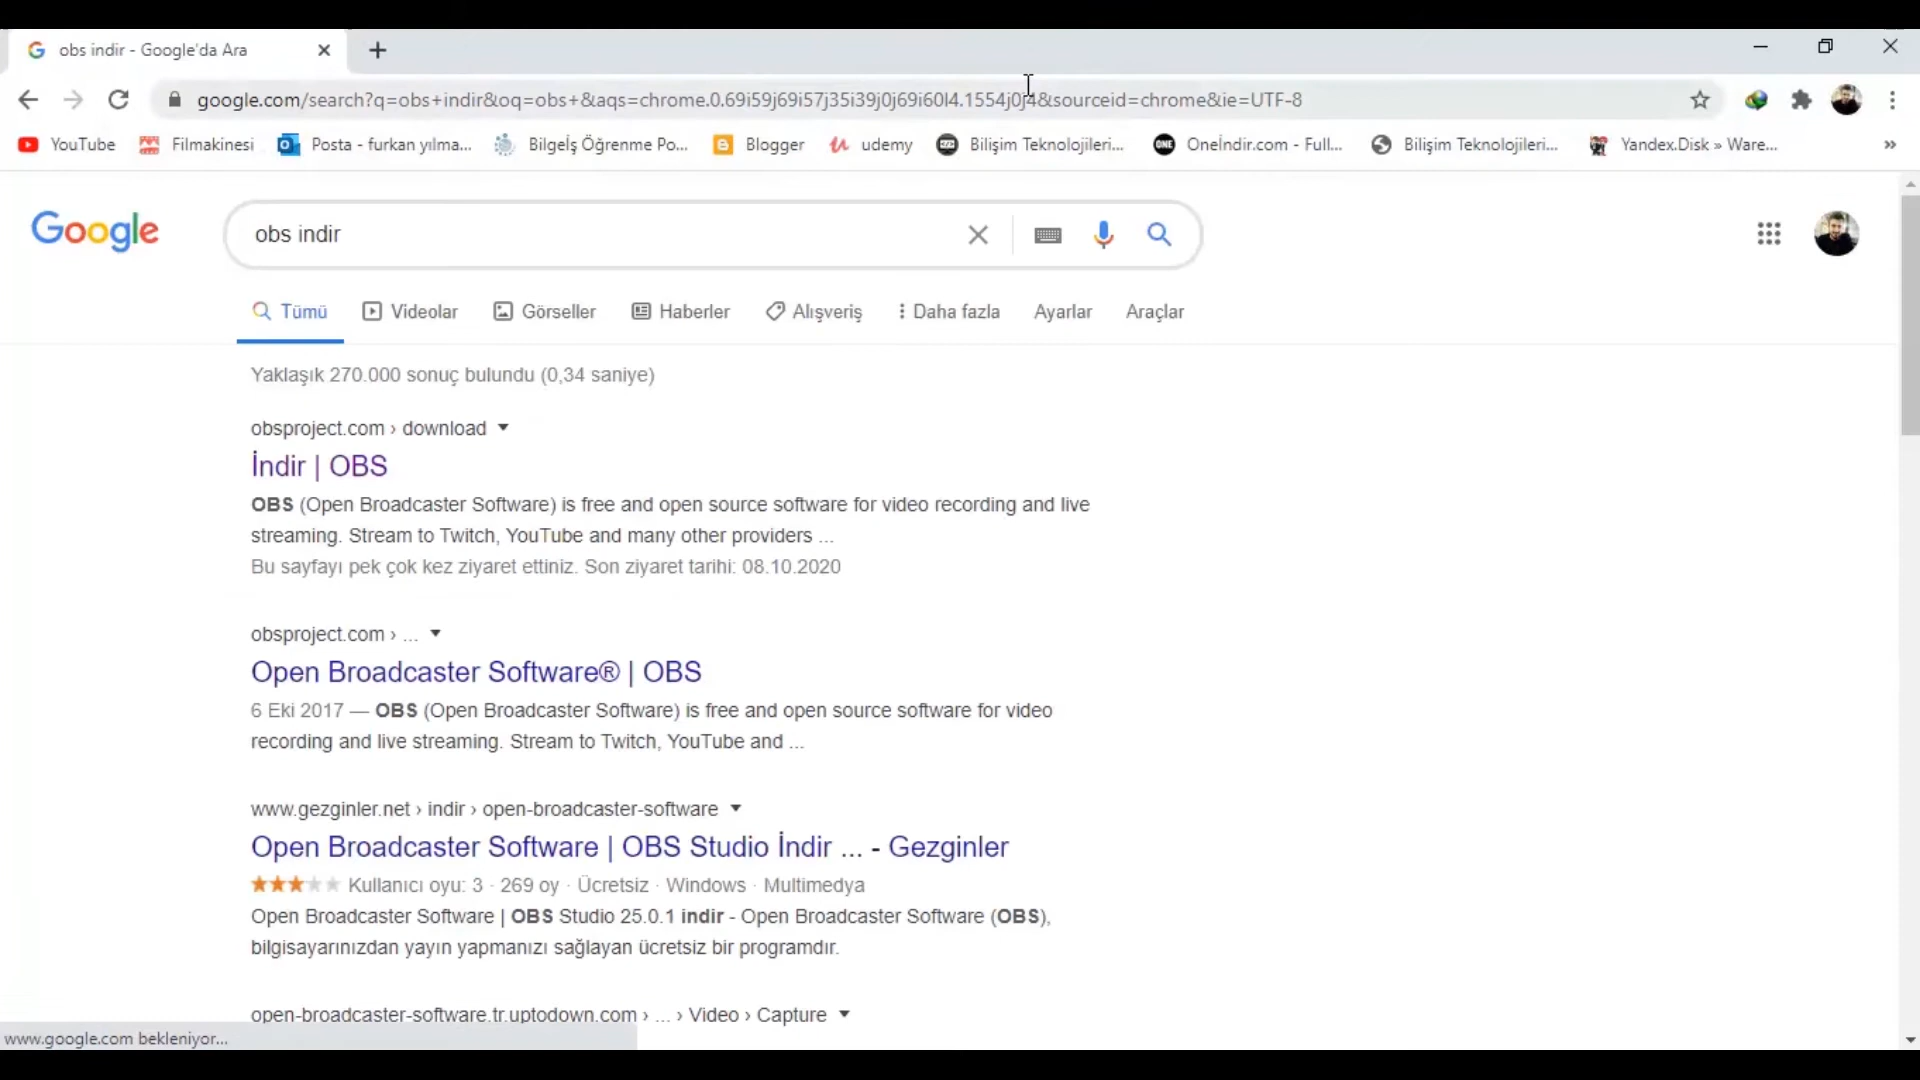 obs indir - Google'da Ara
google.com/search?q=obs+indir&oq=obs+&aqs=chrome.0.69i59j69i57j35i39j0j69i60l4.1554j0j4&sourceid=chrome&ie=UTF-8
YouTube Filmakinesi Posta - furkan yılma... Bilgeİş Öğrenme Po... Blogger udemy Bilişim Teknolojileri... Oneİndir.com - Full... Bilişim Teknolojileri... Yandex.Disk » Ware... »
Google
obs indir
Tümü Videolar Görseller Haberler Alışveriş Daha fazla Ayarlar Araçlar
Yaklaşık 270.000 sonuç bulundu (0,34 saniye)
obsproject.com › download
İndir | OBS
OBS (Open Broadcaster Software) is free and open source software for video recording and live
streaming. Stream to Twitch, YouTube and many other providers ...
Bu sayfayı pek çok kez ziyaret ettiniz. Son ziyaret tarihi: 08.10.2020
obsproject.com › ...
Open Broadcaster Software® | OBS
6 Eki 2017 — OBS (Open Broadcaster Software) is free and open source software for video
recording and live streaming. Stream to Twitch, YouTube and ...
www.gezginler.net › indir › open-broadcaster-software
Open Broadcaster Software | OBS Studio İndir ... - Gezginler
Kullanıcı oyu: 3 · 269 oy · Ücretsiz · Windows · Multimedya
Open Broadcaster Software | OBS Studio 25.0.1 indir - Open Broadcaster Software (OBS),
bilgisayarınızdan yayın yapmanızı sağlayan ücretsiz bir programdır.
open-broadcaster-software.tr.uptodown.com › ... › Video › Capture
www.google.com bekleniyor...